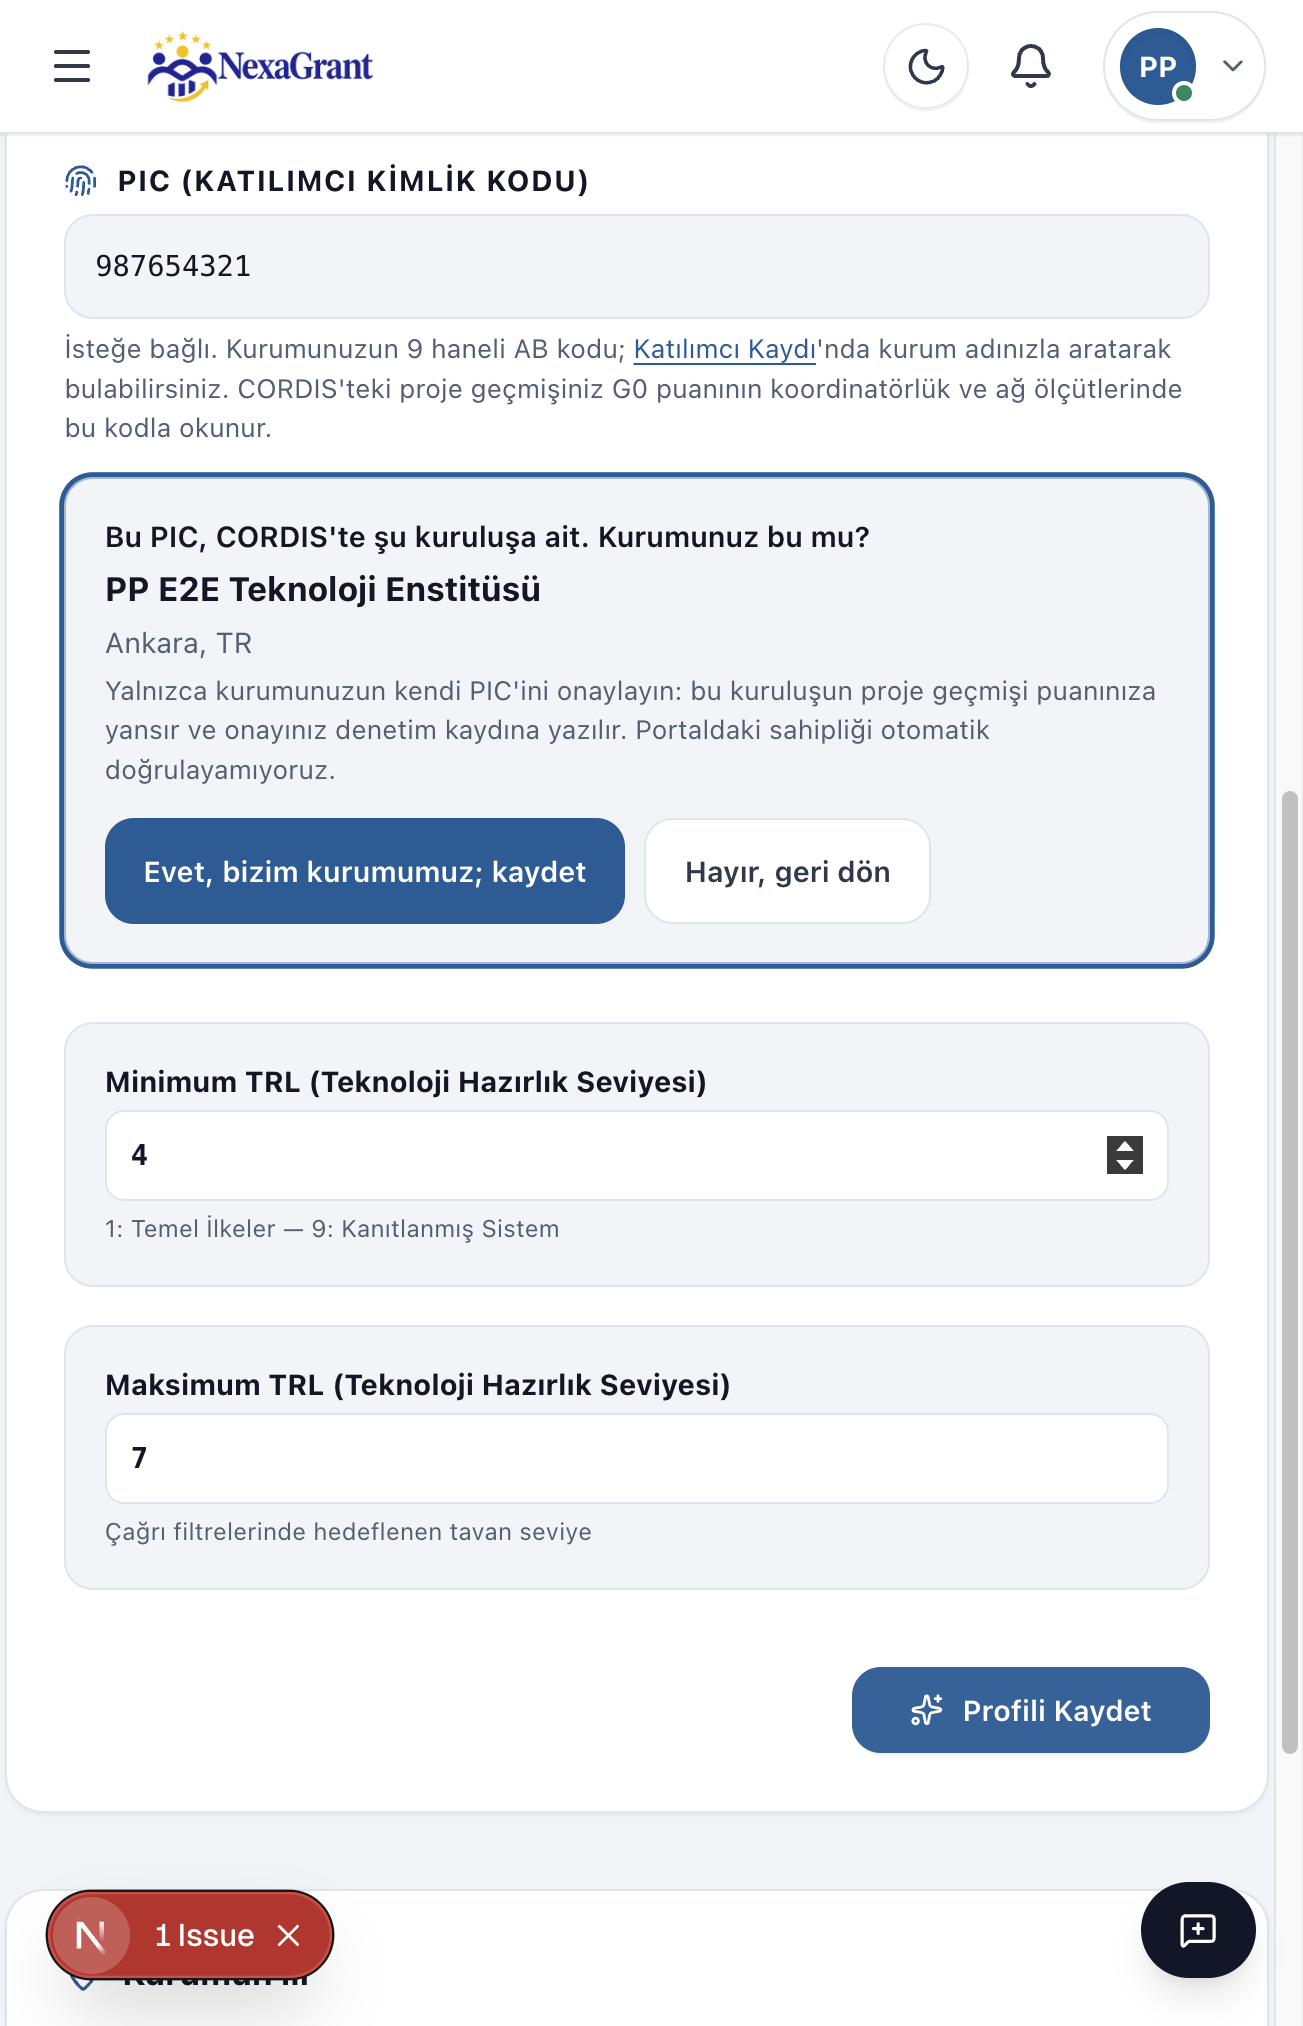 NexaGrant
PP
PIC (KATILIMCI KİMLİK KODU)
987654321
İsteğe bağlı. Kurumunuzun 9 haneli AB kodu; Katılımcı Kaydı'nda kurum adınızla aratarak
bulabilirsiniz. CORDIS'teki proje geçmişiniz G0 puanının koordinatörlük ve ağ ölçütlerinde
bu kodla okunur.
Bu PIC, CORDIS'te şu kuruluşa ait. Kurumunuz bu mu?
PP E2E Teknoloji Enstitüsü
Ankara, TR
Yalnızca kurumunuzun kendi PIC'ini onaylayın: bu kuruluşun proje geçmişi puanınıza
yansır ve onayınız denetim kaydına yazılır. Portaldaki sahipliği otomatik
doğrulayamıyoruz.
Evet, bizim kurumumuz; kaydet
Hayır, geri dön
Minimum TRL (Teknoloji Hazırlık Seviyesi)
4
1: Temel İlkeler — 9: Kanıtlanmış Sistem
Maksimum TRL (Teknoloji Hazırlık Seviyesi)
7
Çağrı filtrelerinde hedeflenen tavan seviye
Profili Kaydet
N
1 Issue